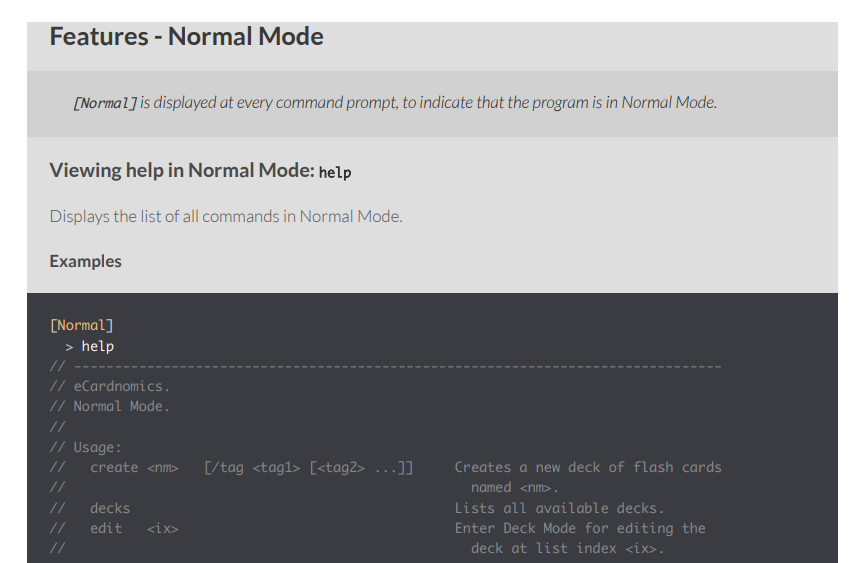 Features - Normal Mode
[Normal] is displayed at every command prompt, to indicate that the program is in Normal Mode.
Viewing help in Normal Mode: help
Displays the list of all commands in Normal Mode.
Examples
[Normal]
  > help
// --------------------------------------------------------------------------------
// eCardnomics.
// Normal Mode.
//
// Usage:
//   create <nm>   [/tag <tag1> [<tag2> ...]]     Creates a new deck of flash cards
//                                                  named <nm>.
//   decks                                        Lists all available decks.
//   edit   <ix>                                  Enter Deck Mode for editing the
//                                                  deck at list index <ix>.